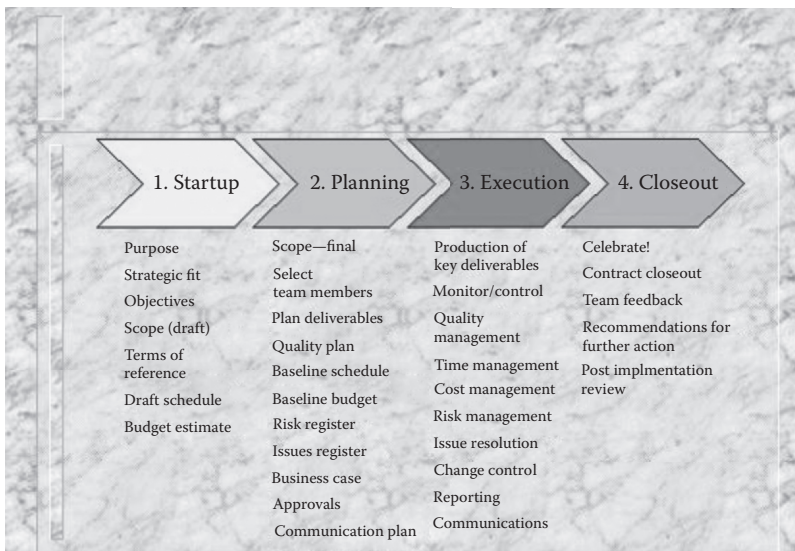 1. Startup
2. Planning
3. Execution
4. Closeout
Purpose
Strategic fit
Objectives
Scope (draft)
Terms of
reference
Draft schedule
Budget estimate
Scope—final
Select
team members
Plan deliverables
Quality plan
Baseline schedule
Baseline budget
Risk register
Issues register
Business case
Approvals
Communication plan
Production of
key deliverables
Monitor/control
Quality
management
Time management
Cost management
Risk management
Issue resolution
Change control
Reporting
Communications
Celebrate!
Contract closeout
Team feedback
Recommendations for
further action
Post implmentation
review